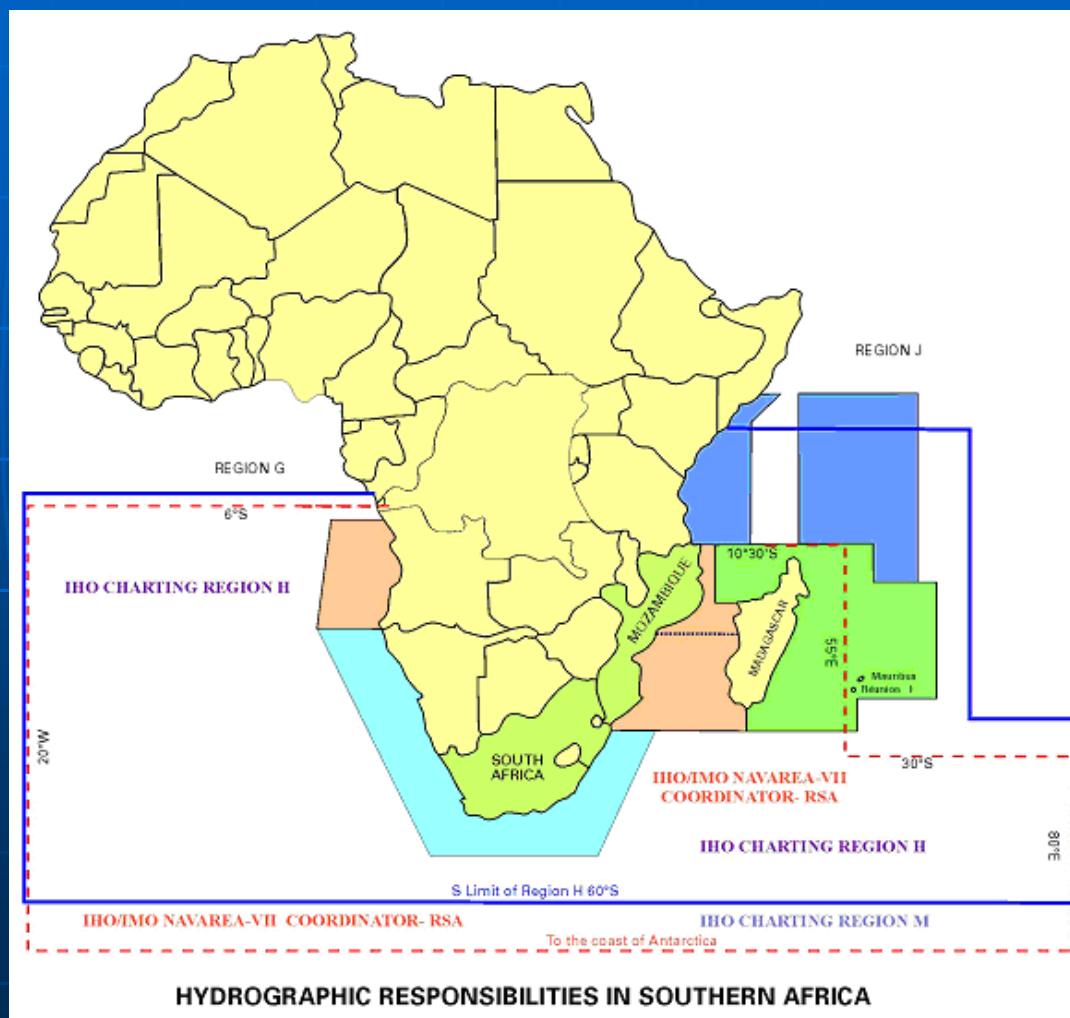 REGION J
REGION G
6°S
IHO CHARTING REGION H
10°30'S
MOZAMBIQUE
MADAGASCAR
55°E
Mauritius
Réunion I
20°W
SOUTH
AFRICA
30°S
IHO/IMO NAVAREA-VII
COORDINATOR- RSA
IHO CHARTING REGION H
80°E
S Limit of Region H 60°S
IHO/IMO NAVAREA-VII COORDINATOR- RSA
IHO CHARTING REGION M
To the coast of Antarctica
HYDROGRAPHIC RESPONSIBILITIES IN SOUTHERN AFRICA